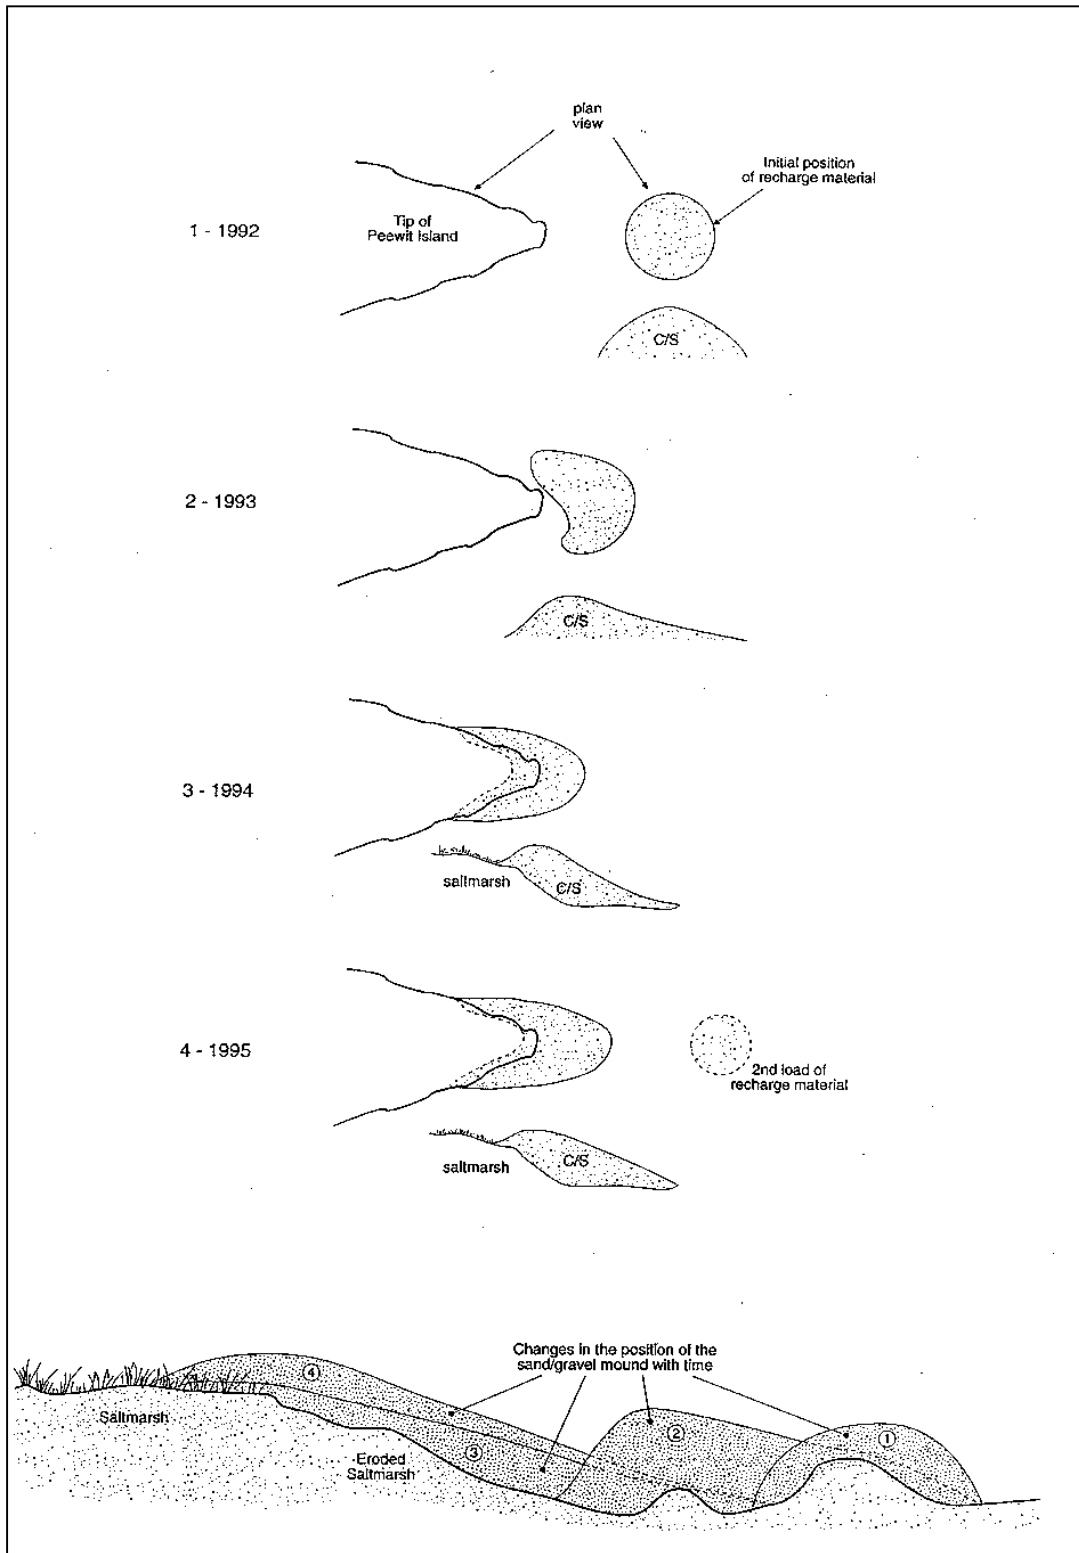 plan
view
Initial position
of recharge material
1 - 1992
Tip of
Peewit Island
C/S
2 - 1993
C/S
3 - 1994
saltmarsh
C/S
4 - 1995
2nd load of
recharge material
saltmarsh
C/S
Changes in the position of the
sand/gravel mound with time
4
Saltmarsh
3
2
1
Eroded
Saltmarsh